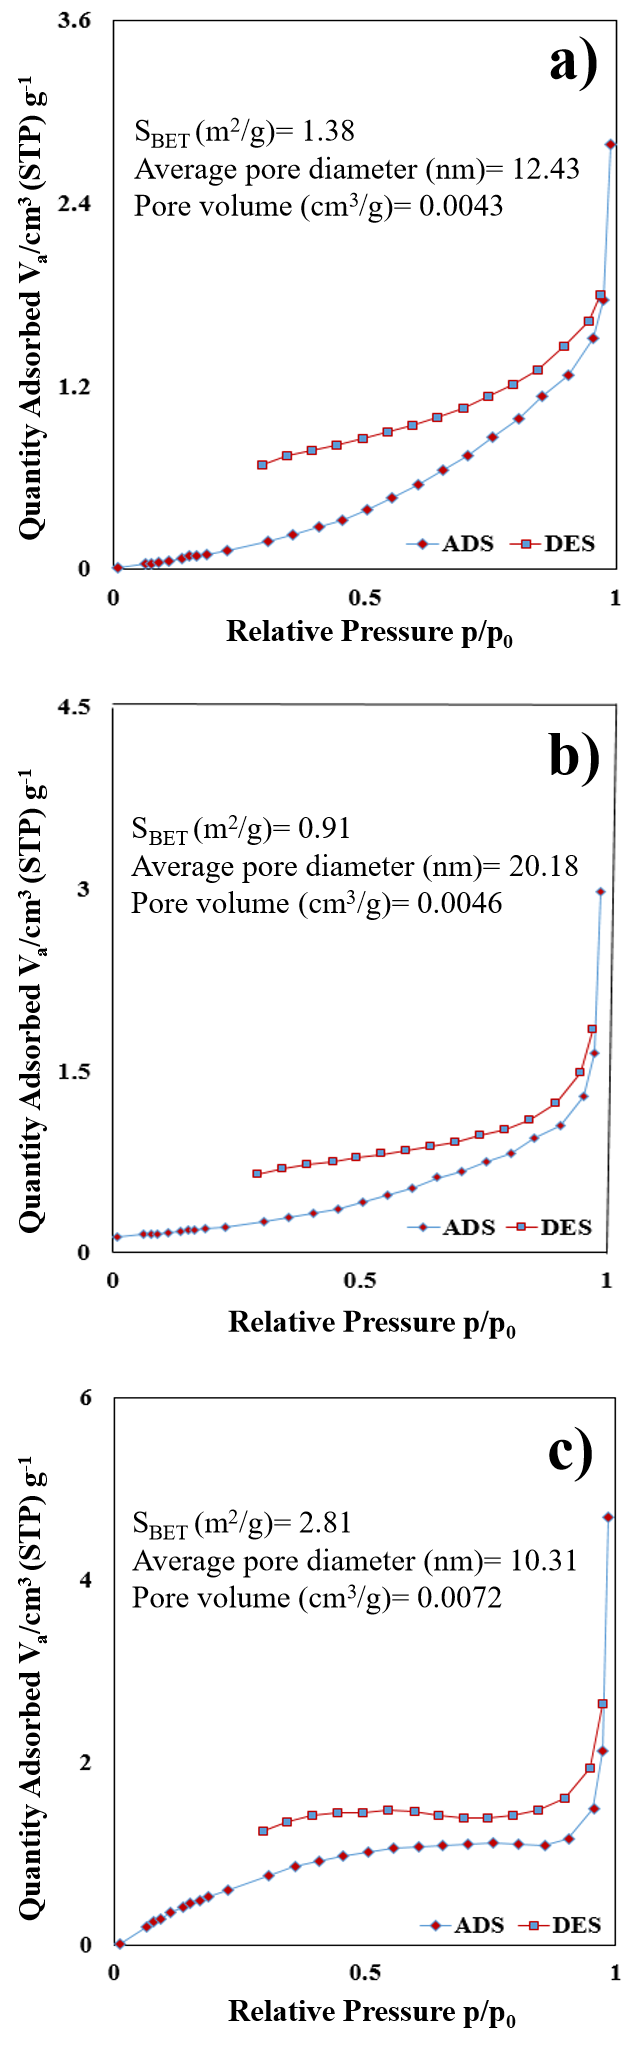 3.6
a)
S_BET (m²/g)= 1.38
Average pore diameter (nm)= 12.43
Pore volume (cm³/g)= 0.0043
2.4
1.2
0
Quantity Adsorbed Vₐ/cm³ (STP) g⁻¹
ADS DES
0 0.5 1
Relative Pressure p/p₀
4.5
b)
S_BET (m²/g)= 0.91
Average pore diameter (nm)= 20.18
Pore volume (cm³/g)= 0.0046
3
1.5
0
Quantity Adsorbed Vₐ/cm³ (STP) g⁻¹
ADS DES
0 0.5 1
Relative Pressure p/p₀
6
c)
S_BET (m²/g)= 2.81
Average pore diameter (nm)= 10.31
Pore volume (cm³/g)= 0.0072
4
2
0
Quantity Adsorbed Vₐ/cm³ (STP) g⁻¹
ADS DES
0 0.5 1
Relative Pressure p/p₀